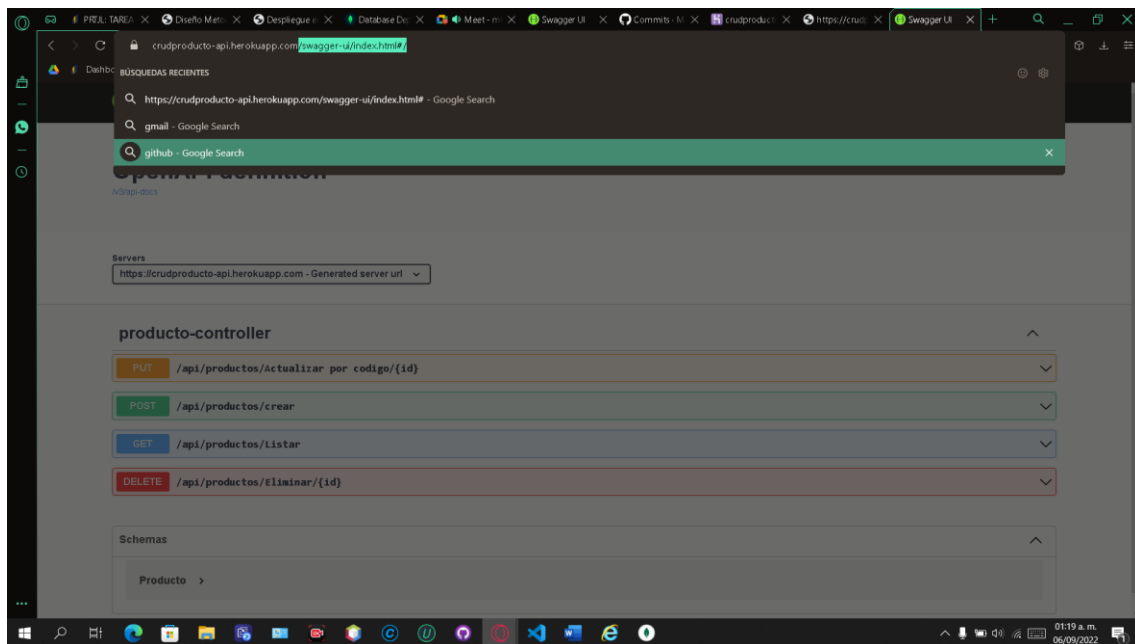 PRTJL: TAREA
Diseño Meto
Despliegue e
Database De
Meet - m
Swagger UI
Commits · M
crudproduct
https://crudp
Swagger UI
crudproducto-api.herokuapp.com/swagger-ui/index.html#/
Dashbo
BÚSQUEDAS RECIENTES
https://crudproducto-api.herokuapp.com/swagger-ui/index.html# - Google Search
gmail - Google Search
github - Google Search
OpenAPI definition
/v3/api-docs
Servers
https://crudproducto-api.herokuapp.com - Generated server url
producto-controller
PUT /api/productos/Actualizar por codigo/{id}
POST /api/productos/crear
GET /api/productos/Listar
DELETE /api/productos/Eliminar/{id}
Schemas
Producto
01:19 a. m.
06/09/2022